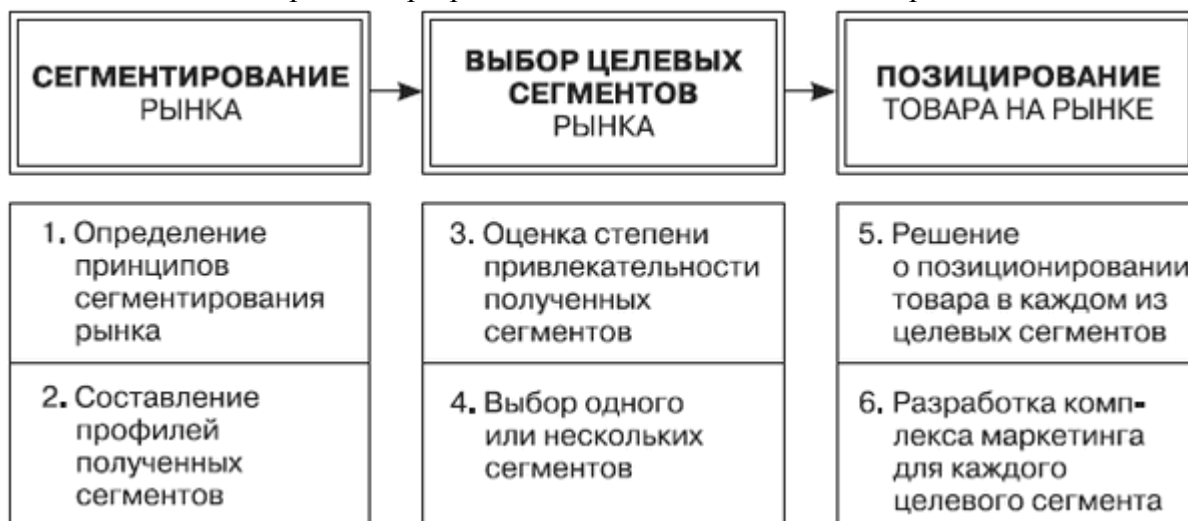 СЕГМЕНТИРОВАНИЕ
РЫНКА
ВЫБОР ЦЕЛЕВЫХ
СЕГМЕНТОВ
РЫНКА
ПОЗИЦИРОВАНИЕ
ТОВАРА НА РЫНКЕ
1. Определение
принципов
сегментирования
рынка
2. Составление
профилей
полученных
сегментов
3. Оценка степени
привлекательности
полученных
сегментов
4. Выбор одного
или нескольких
сегментов
5. Решение
о позиционировании
товара в каждом из
целевых сегментов
6. Разработка комп-
лекса маркетинга
для каждого
целевого сегмента